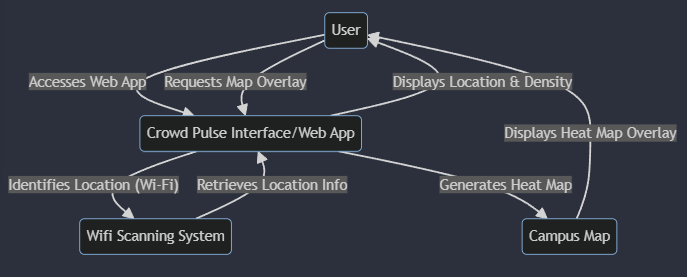 User
Accesses Web App
Requests Map Overlay
Displays Location & Density
Crowd Pulse Interface/Web App
Displays Heat Map Overlay
Identifies Location (Wi-Fi)
Retrieves Location Info
Generates Heat Map
Wifi Scanning System
Campus Map